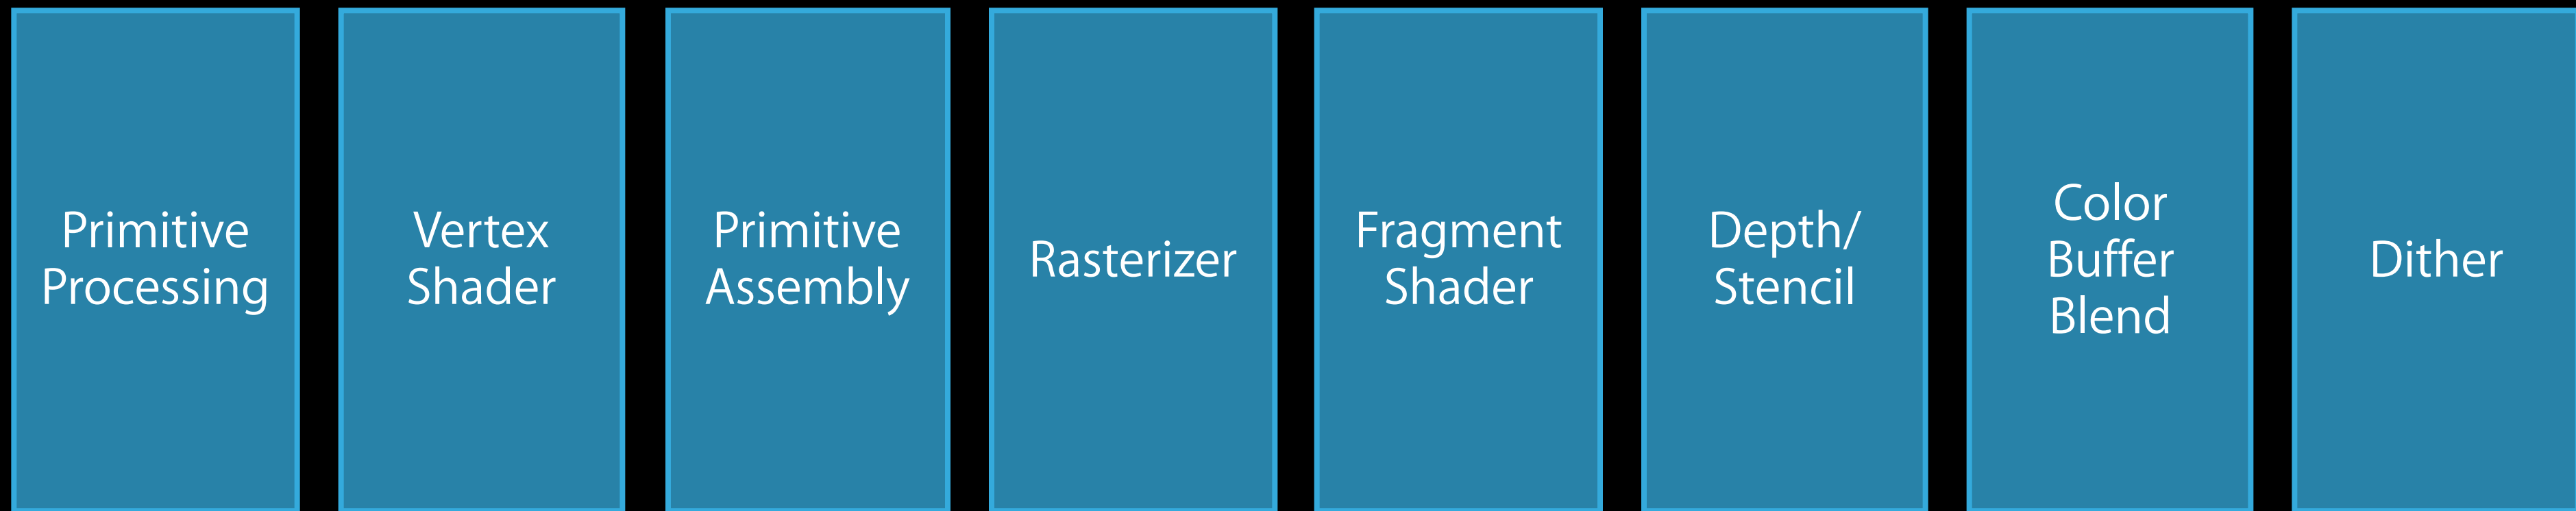 Primitive
Processing
Vertex
Shader
Primitive
Assembly
Rasterizer
Fragment
Shader
Depth/
Stencil
Color
Buffer
Blend
Dither